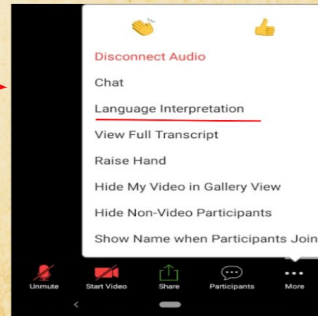 Disconnect Audio
Chat
Language Interpretation
View Full Transcript
Raise Hand
Hide My Video in Gallery View
Hide Non-Video Participants
Show Name when Participants Join
Unmute Start Video Share Participants More